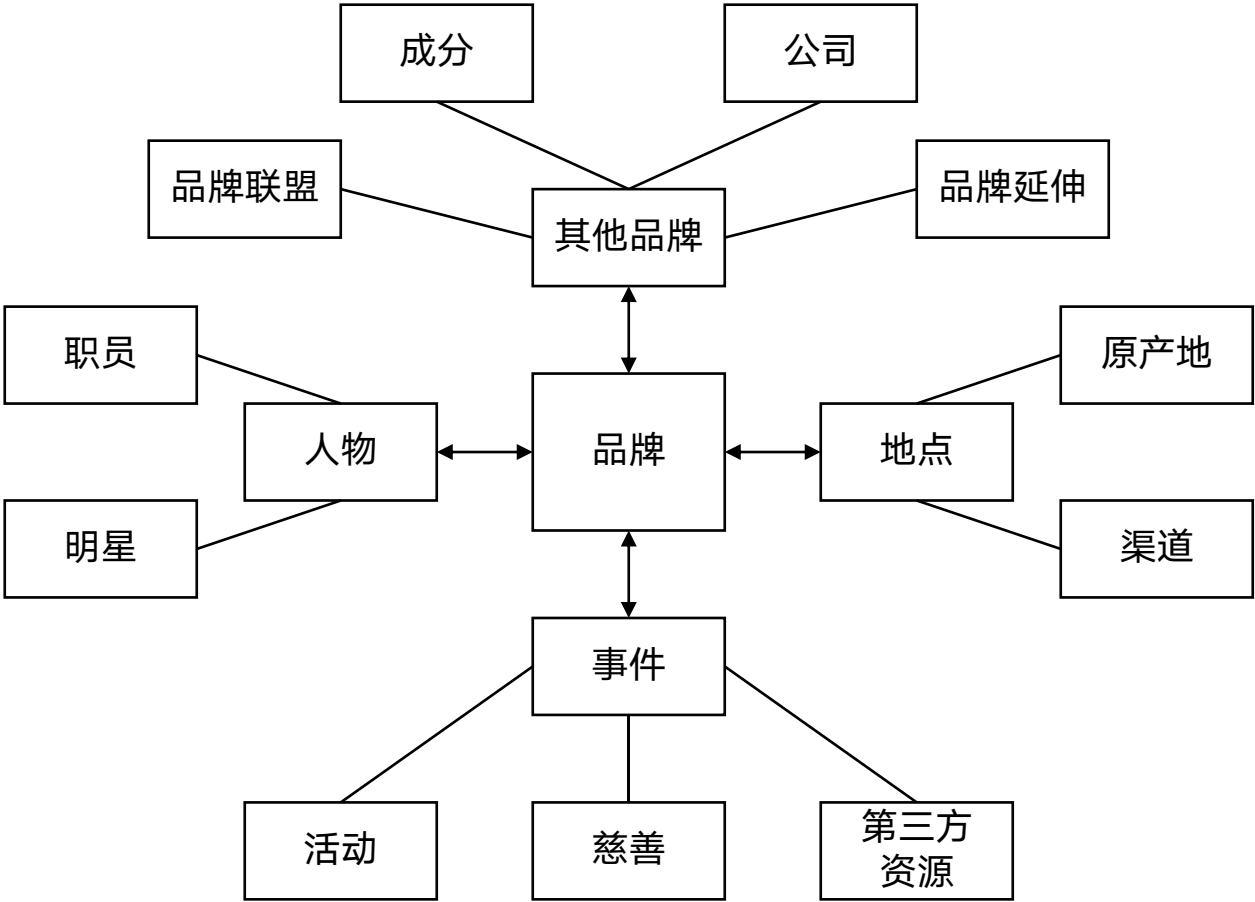 成分
公司
品牌联盟
品牌延伸
其他品牌
职员
原产地
人物
品牌
地点
明星
渠道
事件
活动
慈善
第三方
资源